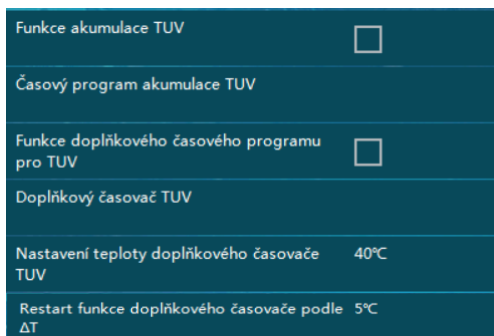 Funkce akumulace TUV
Časový program akumulace TUV
Funkce doplňkového časového programu
pro TUV
Doplňkový časovač TUV
Nastavení teploty doplňkového časovače 40℃
TUV
Restart funkce doplňkového časovače podle 5℃
ΔT